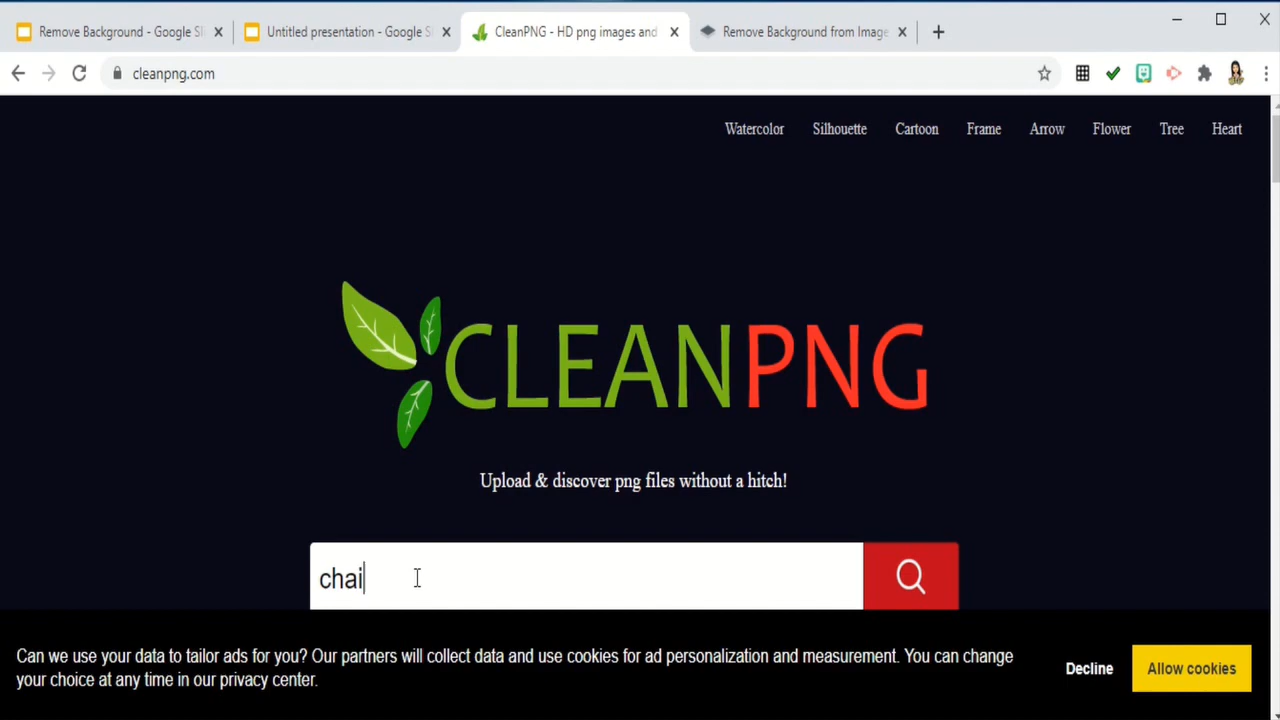 Remove Background - Google Sl
Untitled presentation - Google S
CleanPNG - HD png images and
Remove Background from Image
cleanpng.com
Watercolor Silhouette Cartoon Frame Arrow Flower Tree Heart
CLEANPNG
Upload & discover png files without a hitch!
chai
Can we use your data to tailor ads for you? Our partners will collect data and use cookies for ad personalization and measurement. You can change
your choice at any time in our privacy center.
Decline
Allow cookies